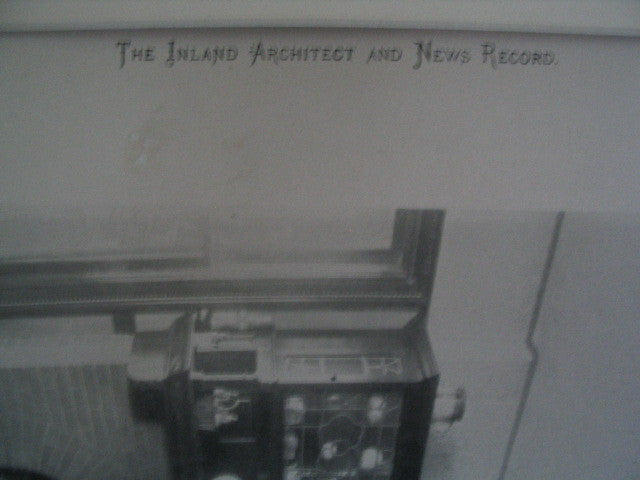 The Inland Architect and News Record.